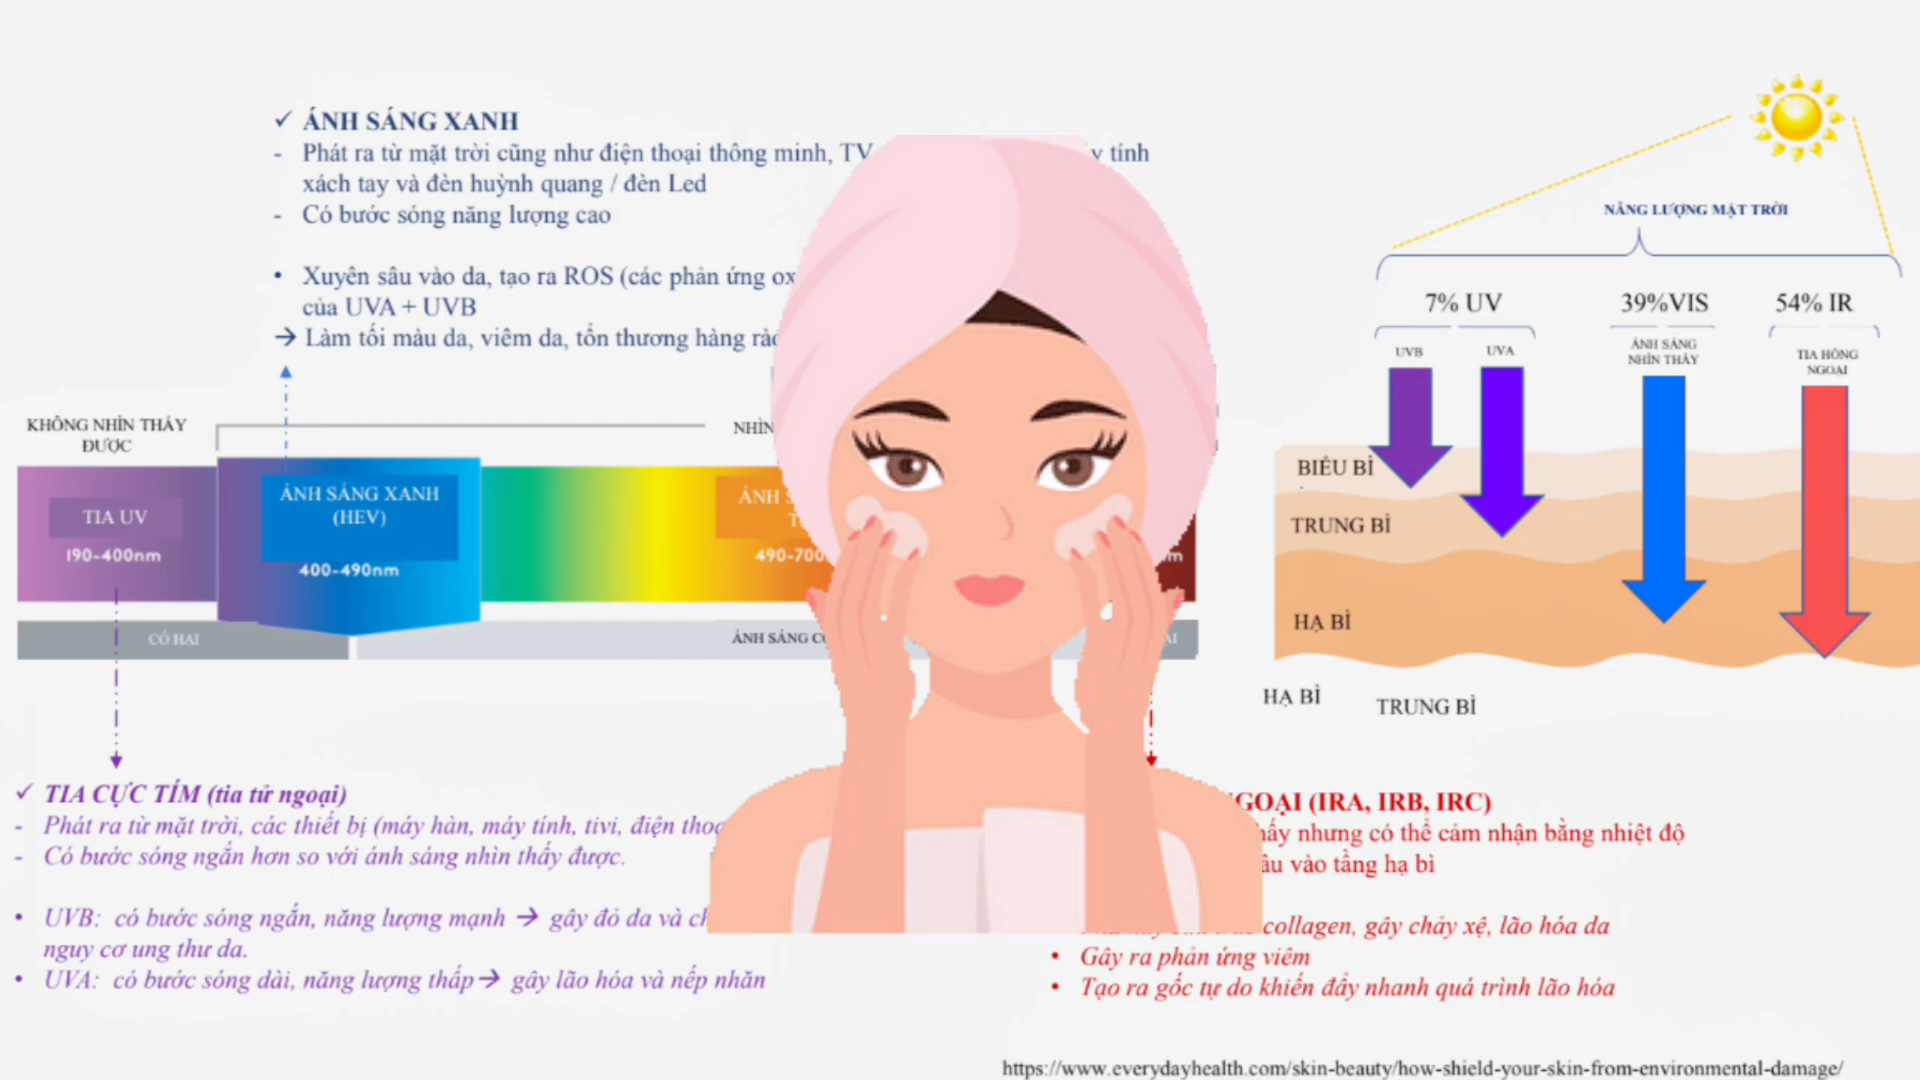 ✓ ÁNH SÁNG XANH
- Phát ra từ mặt trời cũng như điện thoại thông minh, TV
tính
xách tay và đèn huỳnh quang / đèn Led
- Có bước sóng năng lượng cao
• Xuyên sâu vào da, tạo ra ROS (các phản ứng
của UVA + UVB
→ Làm tối màu da, viêm da, tổn thương hàng
KHÔNG NHÌN THẤY
ĐƯỢC
NHÌN
TIA UV
190-400nm
ÁNH SÁNG XANH
(HEV)
400-490nm
ÁNH
490-700
CÓ HẠI
ÁNH SÁNG
NĂNG LƯỢNG MẶT TRỜI
7% UV
39%VIS
54% IR
UVB
UVA
ÁNH SÁNG
NHÌN THẤY
TIA HỒNG
NGOẠI
BIỂU BÌ
TRUNG BÌ
HẠ BÌ
HẠ BÌ
TRUNG BÌ
✓ TIA CỰC TÍM (tia tử ngoại)
- Phát ra từ mặt trời, các thiết bị (máy hàn, máy tính, tivi, điện
- Có bước sóng ngắn hơn so với ánh sáng nhìn thấy được.
• UVB: có bước sóng ngắn, năng lượng mạnh → gây đỏ da và
nguy cơ ung thư da.
• UVA: có bước sóng dài, năng lượng thấp→ gây lão hóa và nếp nhăn
(IRA, IRB, IRC)
nhưng có thể cảm nhận bằng nhiệt độ
vào tầng hạ bì
collagen, gây chảy xệ, lão hóa da
• Gây ra phản ứng viêm
• Tạo ra gốc tự do khiến đẩy nhanh quá trình lão hóa
https://www.everydayhealth.com/skin-beauty/how-shield-your-skin-from-environmental-damage/